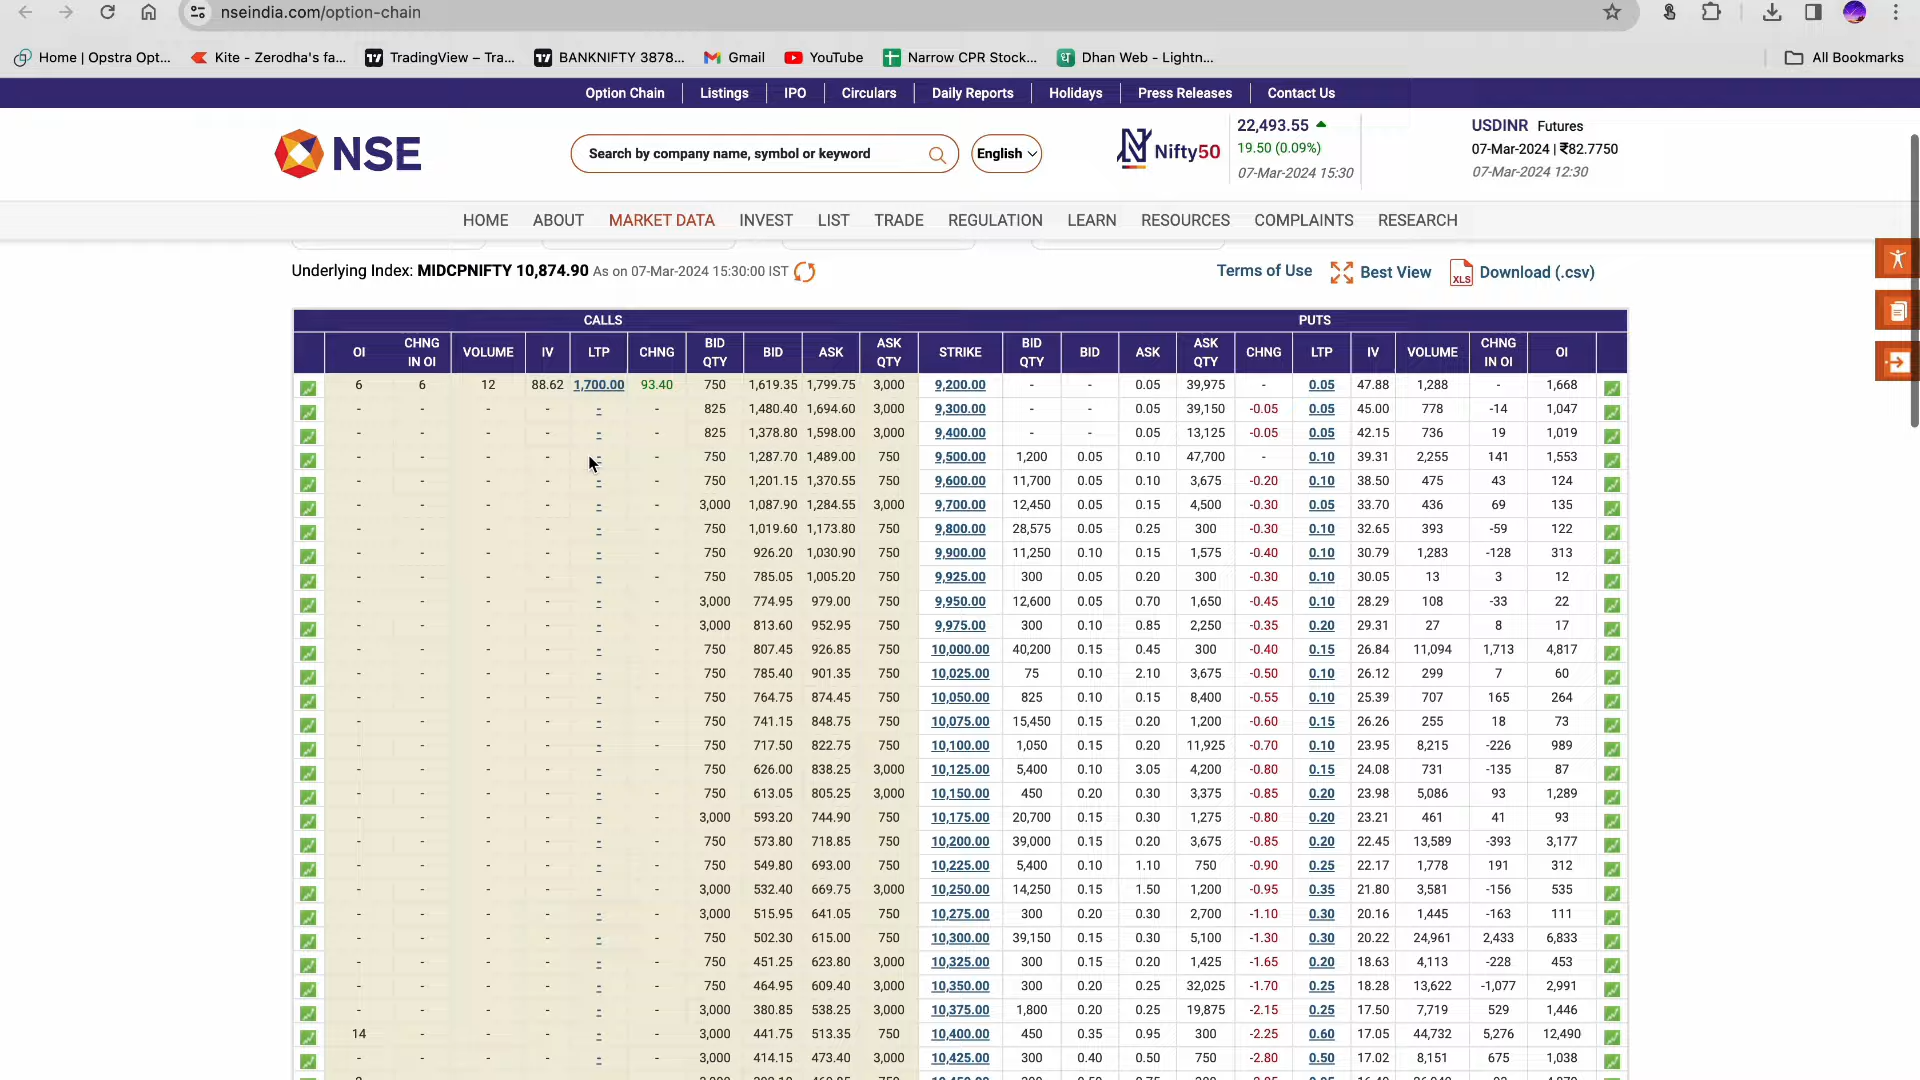 nseindia.com/option-chain
Home | Opstra Opt... Kite - Zerodha's fa... TradingView – Tra... BANKNIFTY 3878... Gmail YouTube Narrow CPR Stock... Dhan Web - Lightn... All Bookmarks
Option Chain Listings IPO Circulars Daily Reports Holidays Press Releases Contact Us
NSE Search by company name, symbol or keyword English Nifty50
22,493.55
19.50 (0.09%)
07-Mar-2024 15:30
USDINR Futures
07-Mar-2024 | ₹82.7750
07-Mar-2024 12:30
HOME ABOUT MARKET DATA INVEST LIST TRADE REGULATION LEARN RESOURCES COMPLAINTS RESEARCH
Underlying Index: MIDCPNIFTY 10,874.90 As on 07-Mar-2024 15:30:00 IST Terms of Use Best View XLS Download (.csv)
CALLS PUTS
OI CHNG IN OI VOLUME IV LTP CHNG BID QTY BID ASK ASK QTY STRIKE BID QTY BID ASK ASK QTY CHNG LTP IV VOLUME CHNG IN OI OI
6 6 12 88.62 1,700.00 93.40 750 1,619.35 1,799.75 3,000 9,200.00 - - 0.05 39,975 - 0.05 47.88 1,288 - 1,668
- - - - - - 825 1,480.40 1,694.60 3,000 9,300.00 - - 0.05 39,150 -0.05 0.05 45.00 778 -14 1,047
- - - - - - 825 1,378.80 1,598.00 3,000 9,400.00 - - 0.05 13,125 -0.05 0.05 42.15 736 19 1,019
- - - - - - 750 1,287.70 1,489.00 750 9,500.00 1,200 0.05 0.10 47,700 - 0.10 39.31 2,255 141 1,553
- - - - - - 750 1,201.15 1,370.55 750 9,600.00 11,700 0.05 0.10 3,675 -0.20 0.10 38.50 475 43 124
- - - - - - 3,000 1,087.90 1,284.55 3,000 9,700.00 12,450 0.05 0.15 4,500 -0.30 0.05 33.70 436 69 135
- - - - - - 750 1,019.60 1,173.80 750 9,800.00 28,575 0.05 0.25 300 -0.30 0.10 32.65 393 -59 122
- - - - - - 750 926.20 1,030.90 750 9,900.00 11,250 0.10 0.15 1,575 -0.40 0.10 30.79 1,283 -128 313
- - - - - - 750 785.05 1,005.20 750 9,925.00 300 0.05 0.20 300 -0.30 0.10 30.05 13 3 12
- - - - - - 3,000 774.95 979.00 750 9,950.00 12,600 0.05 0.70 1,650 -0.45 0.10 28.29 108 -33 22
- - - - - - 3,000 813.60 952.95 750 9,975.00 300 0.10 0.85 2,250 -0.35 0.20 29.31 27 8 17
- - - - - - 750 807.45 926.85 750 10,000.00 40,200 0.15 0.45 300 -0.40 0.15 26.84 11,094 1,713 4,817
- - - - - - 750 785.40 901.35 750 10,025.00 75 0.10 2.10 3,675 -0.50 0.10 26.12 299 7 60
- - - - - - 750 764.75 874.45 750 10,050.00 825 0.10 0.15 8,400 -0.55 0.10 25.39 707 165 264
- - - - - - 750 741.15 848.75 750 10,075.00 15,450 0.15 0.20 1,200 -0.60 0.15 26.26 255 18 73
- - - - - - 750 717.50 822.75 750 10,100.00 1,050 0.15 0.20 11,925 -0.70 0.10 23.95 8,215 -226 989
- - - - - - 750 626.00 838.25 3,000 10,125.00 5,400 0.10 3.05 4,200 -0.80 0.15 24.08 731 -135 87
- - - - - - 750 613.05 805.25 3,000 10,150.00 450 0.20 0.30 3,375 -0.85 0.20 23.98 5,086 93 1,289
- - - - - - 3,000 593.20 744.90 750 10,175.00 20,700 0.15 0.30 1,275 -0.80 0.20 23.21 461 41 93
- - - - - - 750 573.80 718.85 750 10,200.00 39,000 0.15 0.20 3,675 -0.85 0.20 22.45 13,589 -393 3,177
- - - - - - 750 549.80 693.00 750 10,225.00 5,400 0.10 1.10 750 -0.90 0.25 22.17 1,778 191 312
- - - - - - 3,000 532.40 669.75 3,000 10,250.00 14,250 0.15 1.50 1,200 -0.95 0.35 21.80 3,581 -156 535
- - - - - - 3,000 515.95 641.05 750 10,275.00 300 0.20 0.30 2,700 -1.10 0.30 20.16 1,445 -163 111
- - - - - - 750 502.30 615.00 750 10,300.00 39,150 0.15 0.30 5,100 -1.30 0.30 20.22 24,961 2,433 6,833
- - - - - - 750 451.25 623.80 3,000 10,325.00 300 0.15 0.20 1,425 -1.65 0.20 18.63 4,113 -228 453
- - - - - - 750 464.95 609.40 3,000 10,350.00 300 0.20 0.25 32,025 -1.70 0.25 18.28 13,622 -1,077 2,991
- - - - - - 3,000 380.85 538.25 3,000 10,375.00 1,800 0.20 0.25 19,875 -2.15 0.25 17.50 7,719 529 1,446
14 - - - - - 3,000 441.75 513.35 750 10,400.00 450 0.35 0.95 300 -2.25 0.60 17.05 44,732 5,276 12,490
- - - - - - 3,000 414.15 473.40 3,000 10,425.00 300 0.40 0.50 750 -2.80 0.50 17.02 8,151 675 1,038